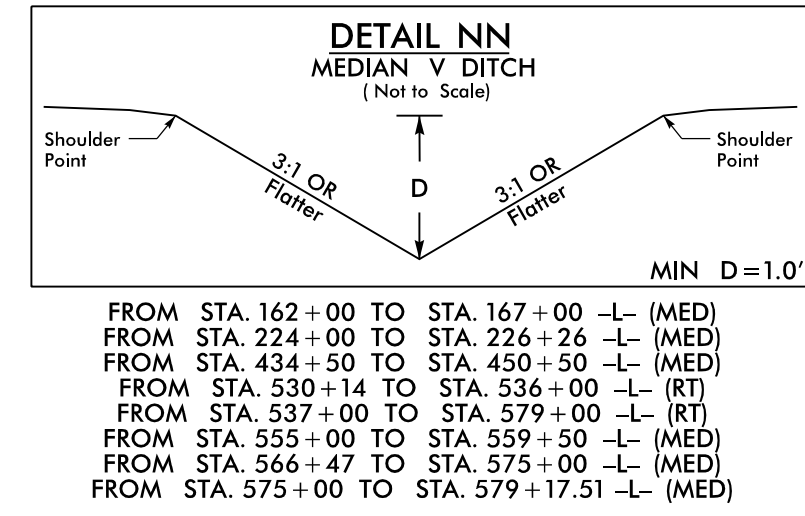 DETAIL NN
MEDIAN V DITCH
( Not to Scale)
Shoulder
Point
3:1 OR
Flatter
D
3:1 OR
Flatter
Shoulder
Point
MIN D=1.0'
FROM STA. 162+00 TO STA. 167+00 -L- (MED)
FROM STA. 224+00 TO STA. 226+26 -L- (MED)
FROM STA. 434+50 TO STA. 450+50 -L- (MED)
FROM STA. 530+14 TO STA. 536+00 -L- (RT)
FROM STA. 537+00 TO STA. 579+00 -L- (RT)
FROM STA. 555+00 TO STA. 559+50 -L- (MED)
FROM STA. 566+47 TO STA. 575+00 -L- (MED)
FROM STA. 575+00 TO STA. 579+17.51 -L- (MED)